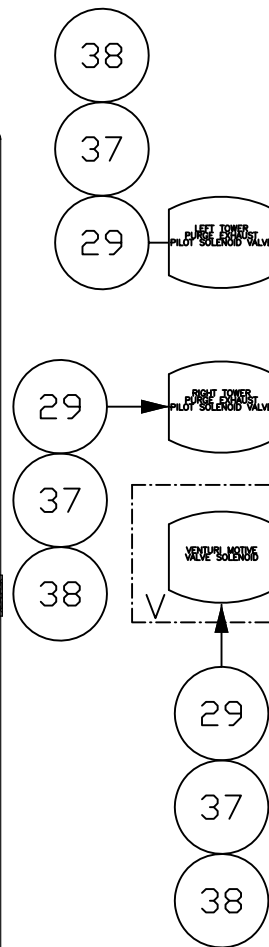 38
37
29
LEFT TOWER
PURGE EXHAUST
PILOT SOLENOID VALVE
29
RIGHT TOWER
PURGE EXHAUST
PILOT SOLENOID VALVE
37
38
VENTURI MOTIVE
VALVE SOLENOID
V
29
37
38